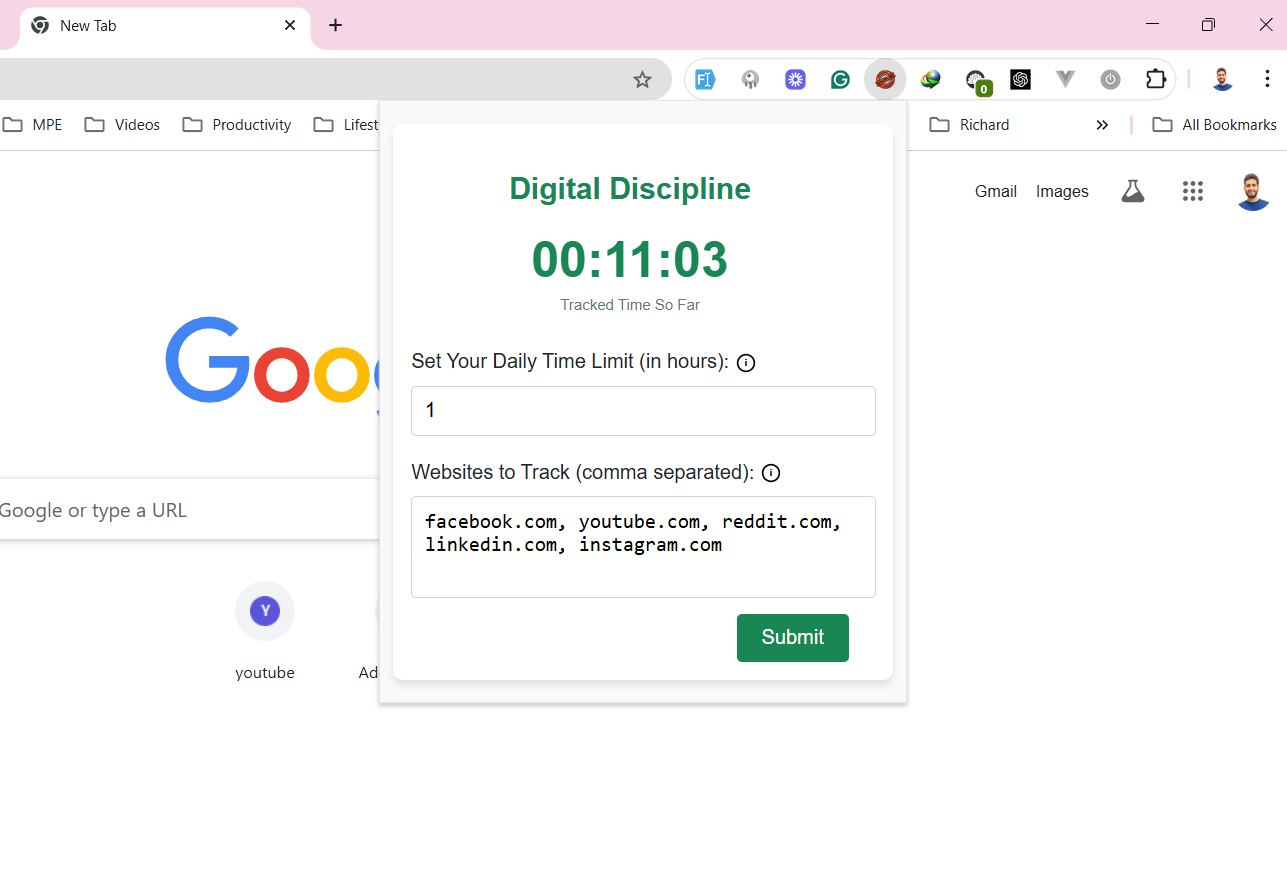 New Tab
0
MPE Videos Productivity Lifest Richard All Bookmarks
Gmail Images
Digital Discipline
00:11:03
Tracked Time So Far
Set Your Daily Time Limit (in hours):
1
Websites to Track (comma separated):
facebook.com, youtube.com, reddit.com,
linkedin.com, instagram.com
Submit
Goog
Google or type a URL
Y
youtube Ad